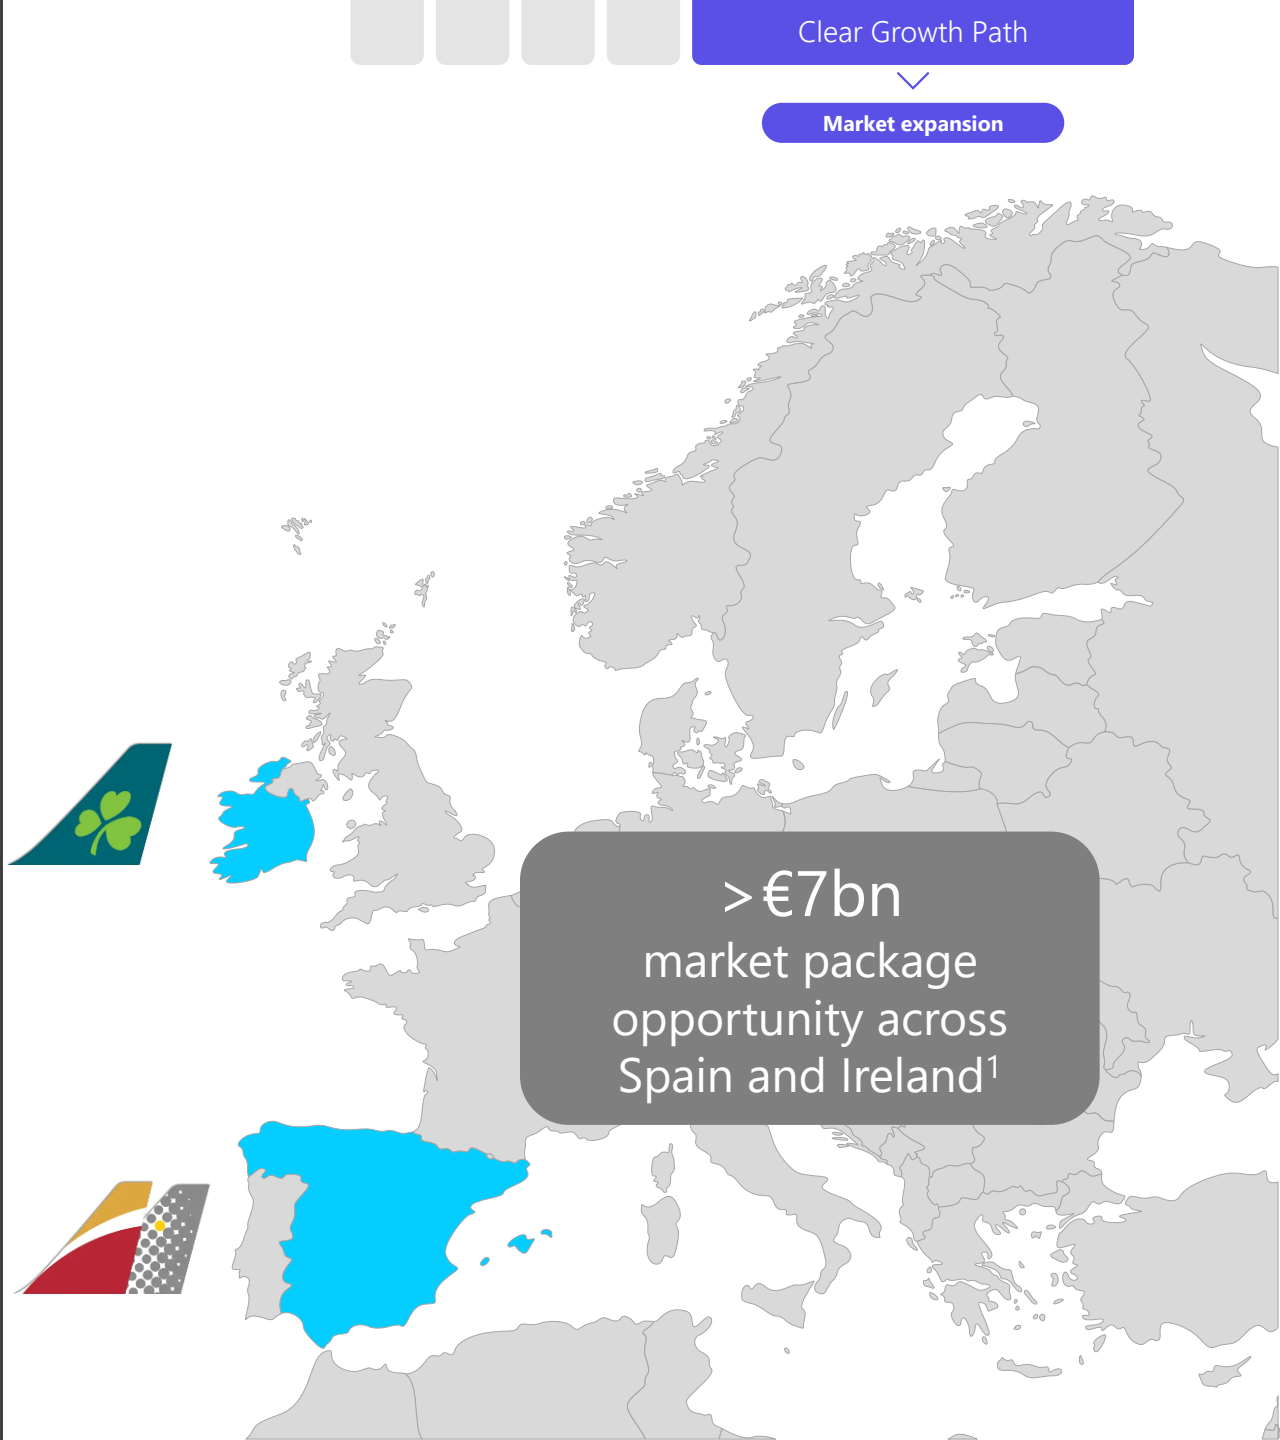 Clear Growth Path
Market expansion
>€7bn
market package
opportunity across
Spain and Ireland¹